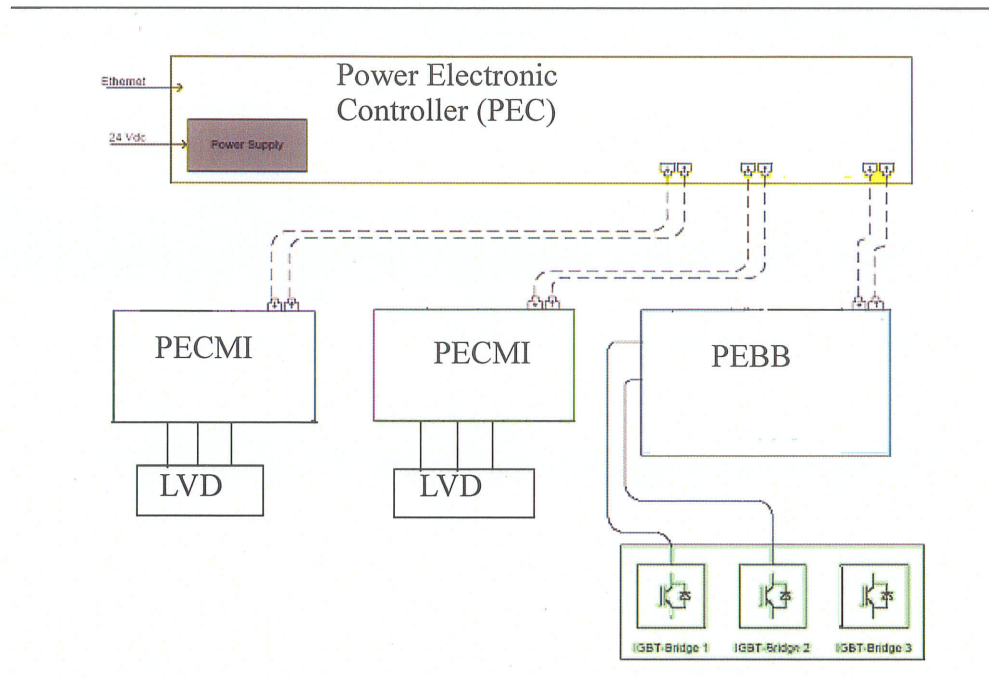 Power Electronic
Controller (PEC)
Ethernet
24 Vdc
Power Supply
PECMI
PECMI
PEBB
LVD
LVD
IGBT-Bridge 1
IGBT-Bridge 2
IGBT-Bridge 3